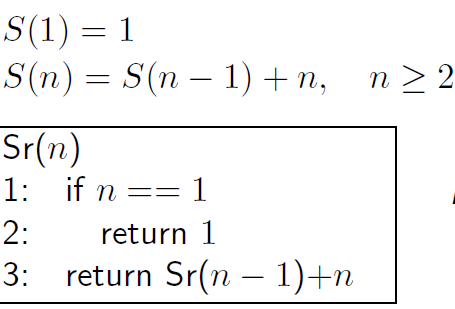 S(1) = 1
S(n) = S(n − 1) + n, n ≥ 2
Sr(n)
1: if n == 1
2: return 1
3: return Sr(n − 1)+n